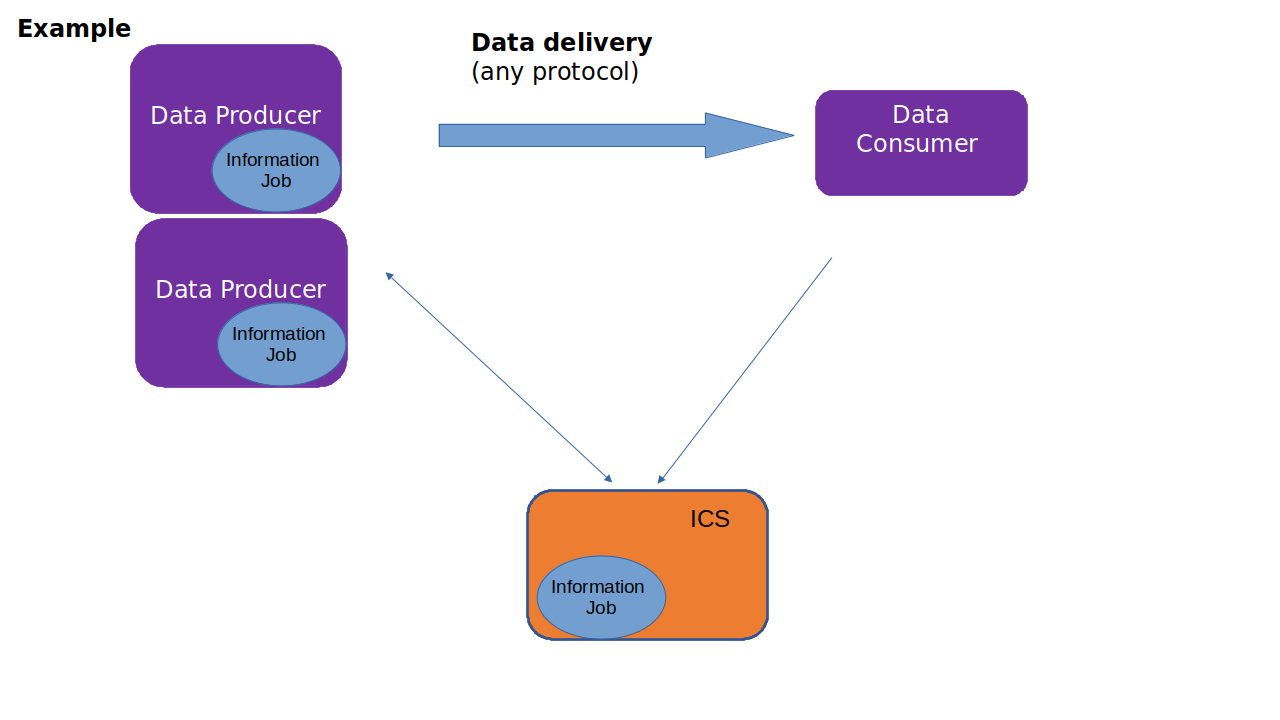 Example
Data delivery
(any protocol)
Data Producer
Information
Job
Data
Consumer
Data Producer
Information
Job
ICS
Information
Job